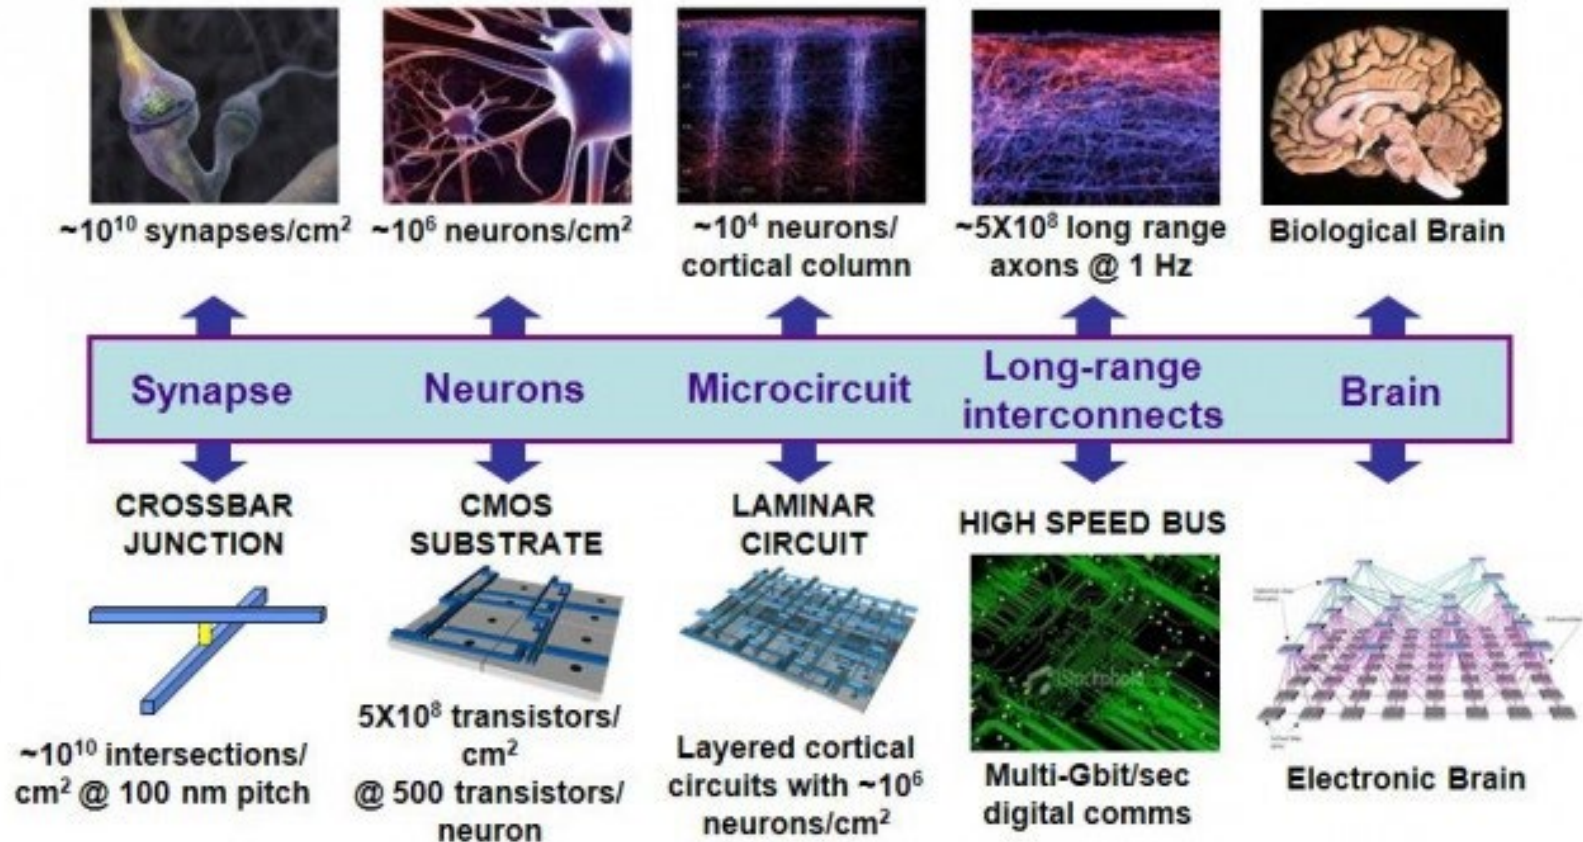 ~10¹⁰ synapses/cm²
~10⁶ neurons/cm²
~10⁴ neurons/
cortical column
~5X10⁸ long range
axons @ 1 Hz
Biological Brain
Synapse
Neurons
Microcircuit
Long-range
interconnects
Brain
CROSSBAR
JUNCTION
~10¹⁰ intersections/
cm² @ 100 nm pitch
CMOS
SUBSTRATE
5X10⁸ transistors/
cm²
@ 500 transistors/
neuron
LAMINAR
CIRCUIT
Layered cortical
circuits with ~10⁶
neurons/cm²
HIGH SPEED BUS
iStockphoto
Multi-Gbit/sec
digital comms
Electronic Brain